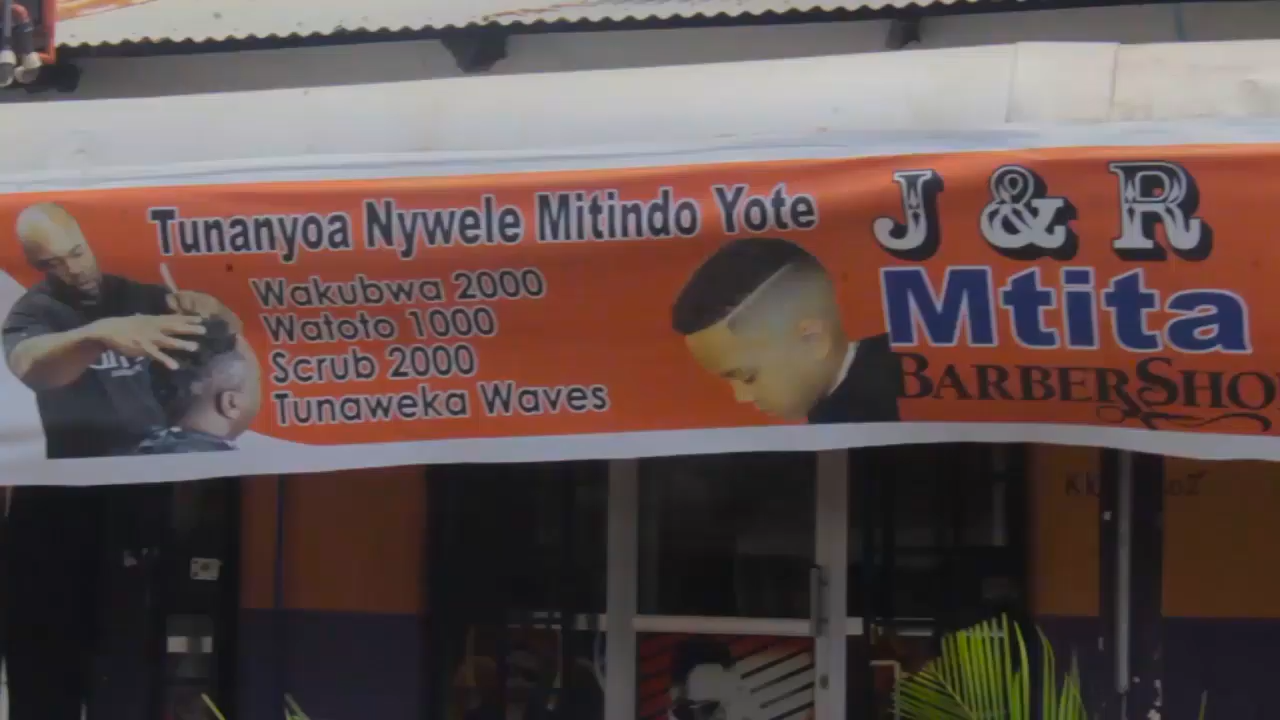 Tunanyoa Nywele Mitindo Yote
Wakubwa 2000
Watoto 1000
Scrub 2000
Tunaweka Waves
J & R
Mtita
BARBERSHO